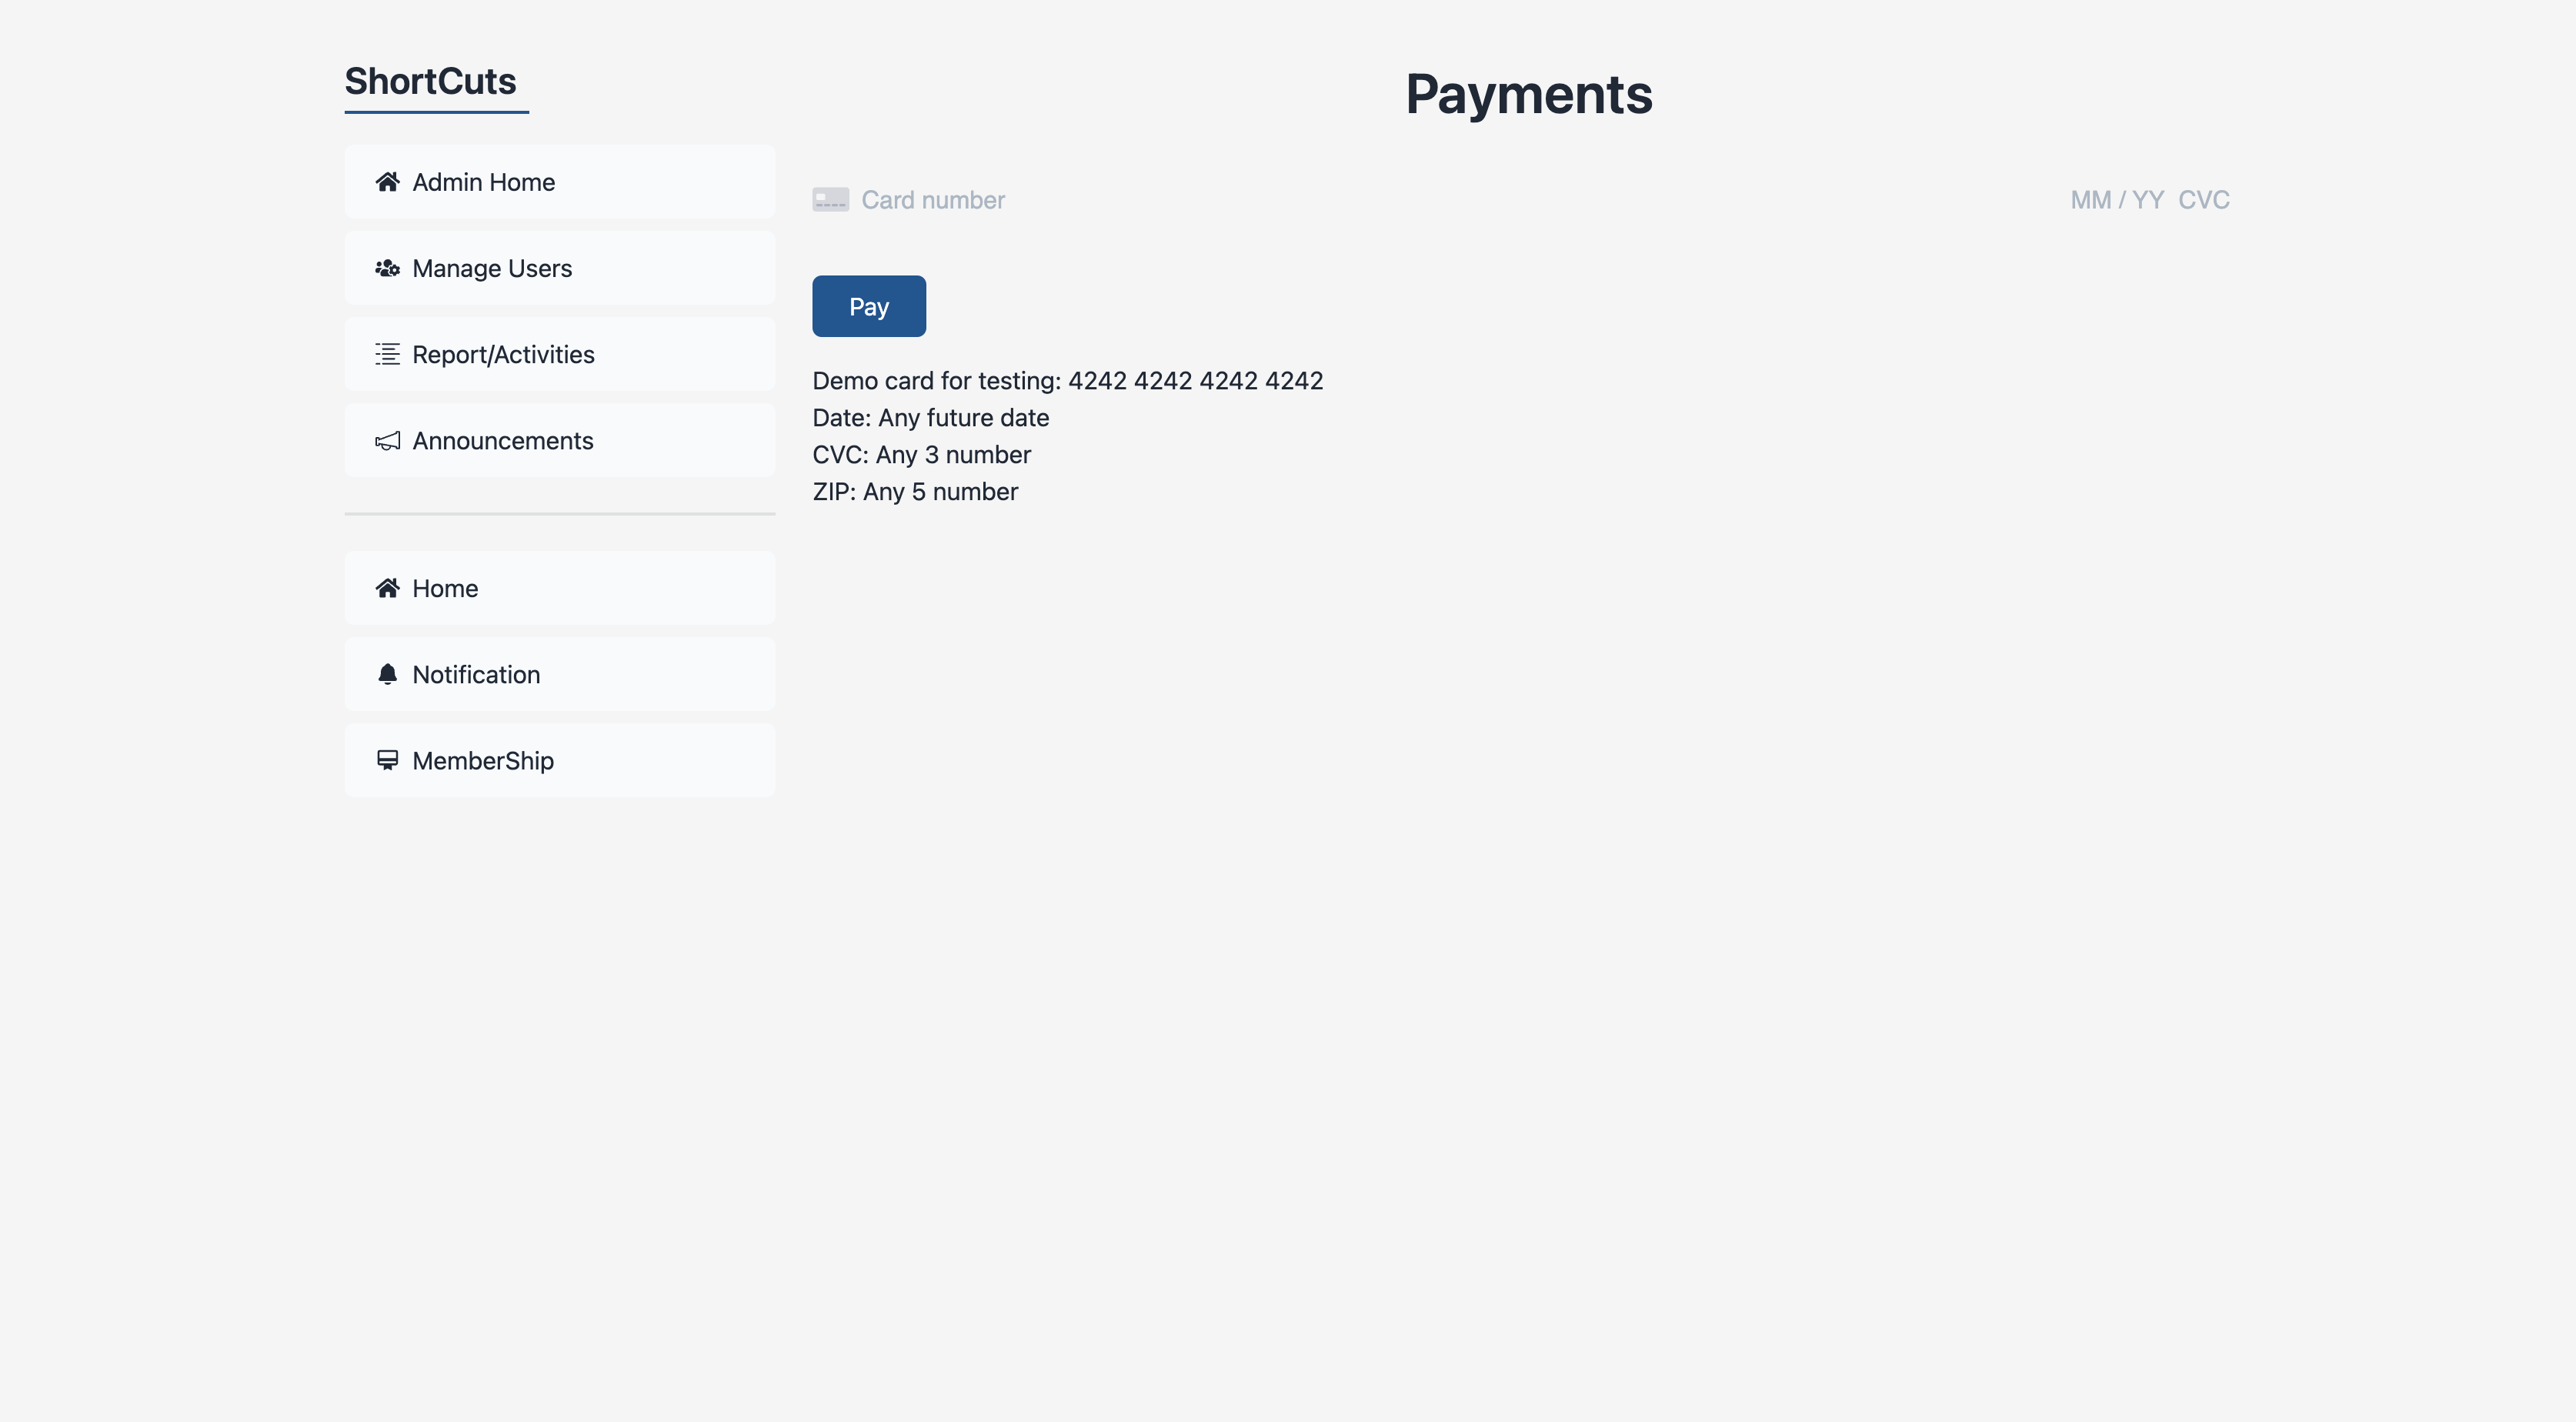 ShortCuts
Admin Home
Manage Users
Report/Activities
Announcements
Home
Notification
MemberShip
Payments
Card number MM / YY CVC
Pay
Demo card for testing: 4242 4242 4242 4242
Date: Any future date
CVC: Any 3 number
ZIP: Any 5 number